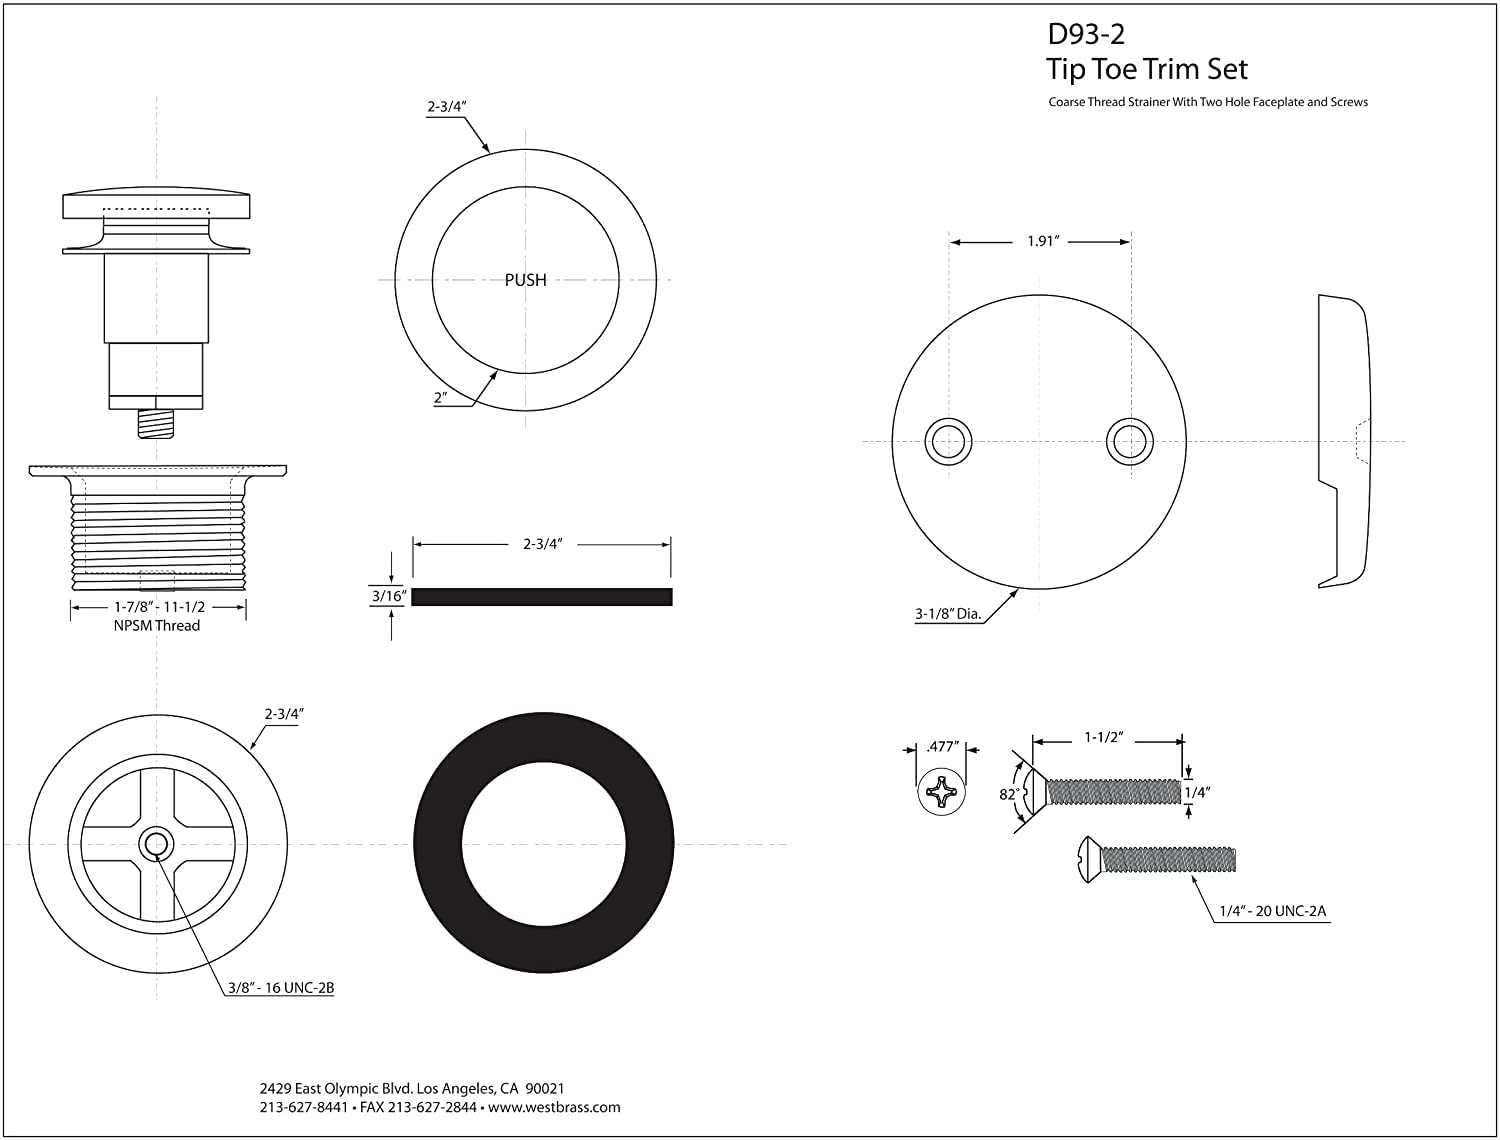 D93-2
Tip Toe Trim Set
Coarse Thread Strainer With Two Hole Faceplate and Screws
2-3/4"
PUSH
2"
1.91"
3-1/8" Dia.
2-3/4"
3/16"
1-7/8" - 11-1/2
NPSM Thread
2-3/4"
3/8" - 16 UNC-2B
.477"
1-1/2"
82°
1/4"
1/4" - 20 UNC-2A
2429 East Olympic Blvd. Los Angeles, CA 90021
213-627-8441 • FAX 213-627-2844 • www.westbrass.com